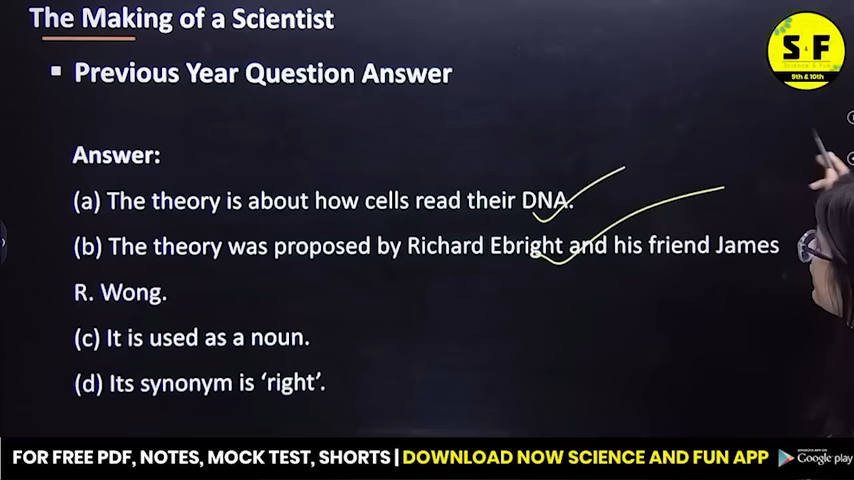 The Making of a Scientist
▪ Previous Year Question Answer
S & F
Science & Fun
9th & 10th
Answer:
(a) The theory is about how cells read their DNA.
(b) The theory was proposed by Richard Ebright and his friend James
R. Wong.
(c) It is used as a noun.
(d) Its synonym is ‘right’.
FOR FREE PDF, NOTES, MOCK TEST, SHORTS | DOWNLOAD NOW SCIENCE AND FUN APP
Google play